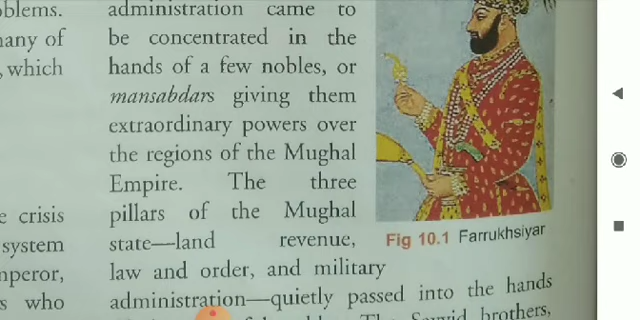 oblems.
many of
, which
e crisis
system
mperor,
s who
administration came to
be concentrated in the
hands of a few nobles, or
mansabdars giving them
extraordinary powers over
the regions of the Mughal
Empire. The three
pillars of the Mughal
state—land revenue,
law and order, and military
administration—quietly passed into the hands
brothers,
Fig 10.1 Farrukhsiyar